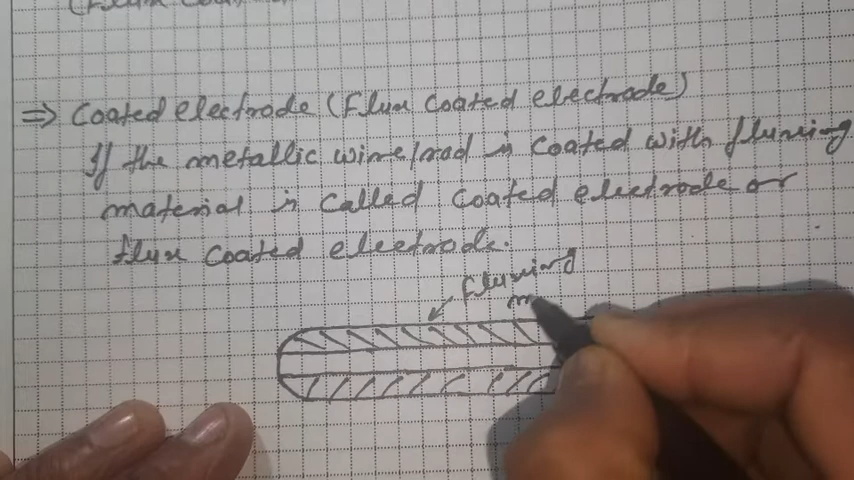 ⇒ Coated electrode (Flux Coated electrode)
If the metallic wire/rod is coated with fluxing
material is called coated electrode or
flux coated electrode.
Fluxing
m